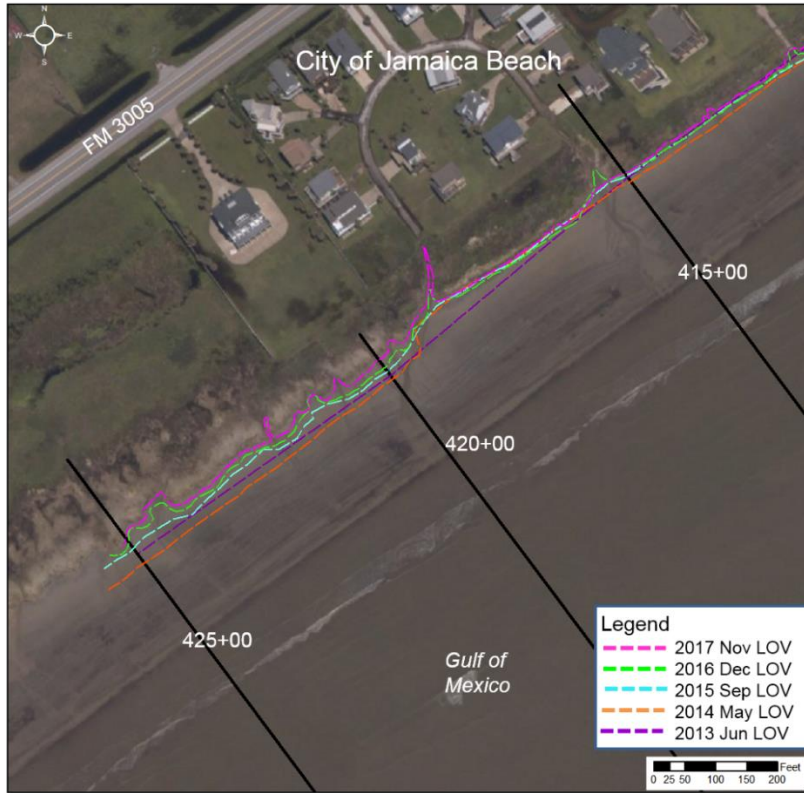 N
W E
S
City of Jamaica Beach
FM 3005
415+00
420+00
425+00
Gulf of
Mexico
Legend
2017 Nov LOV
2016 Dec LOV
2015 Sep LOV
2014 May LOV
2013 Jun LOV
Feet
0 25 50 100 150 200